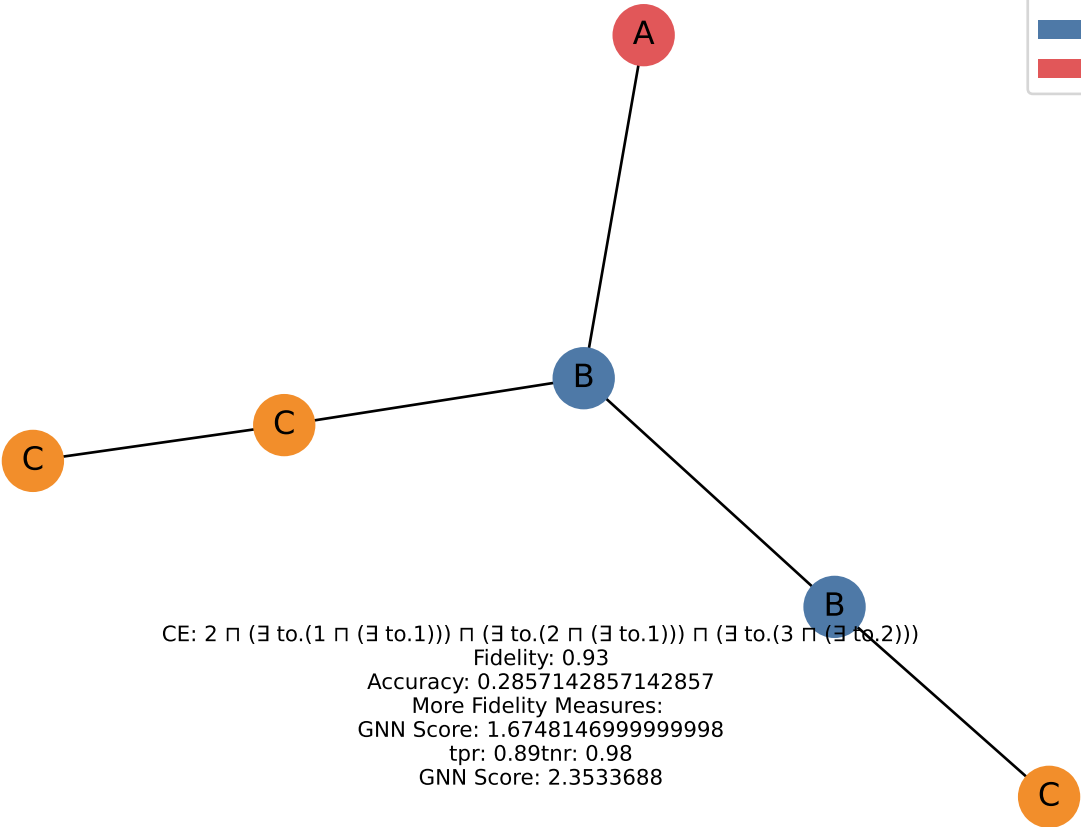 A
B
C
C
B
CE: 2 ⊓ (∃ to.(1 ⊓ (∃ to.1))) ⊓ (∃ to.(2 ⊓ (∃ to.1))) ⊓ (∃ to.(3 ⊓ (∃ to.2)))
Fidelity: 0.93
Accuracy: 0.2857142857142857
More Fidelity Measures:
GNN Score: 1.6748146999999998
tpr: 0.89tnr: 0.98
GNN Score: 2.3533688
C